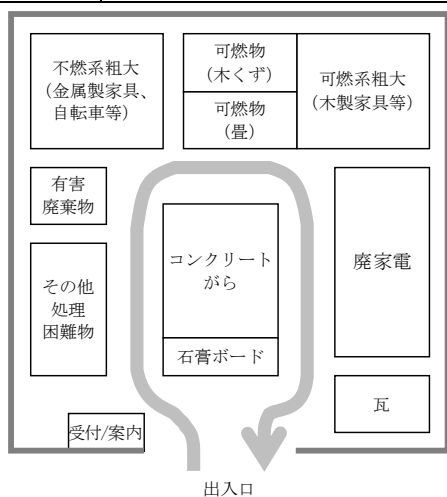 不燃系粗大
（金属製家具、
自転車等）
可燃物
（木くず）
可燃物
（畳）
可燃系粗大
（木製家具等）
有害
廃棄物
コンクリート
がら
廃家電
その他
処理
困難物
石膏ボード
瓦
受付/案内
出入口